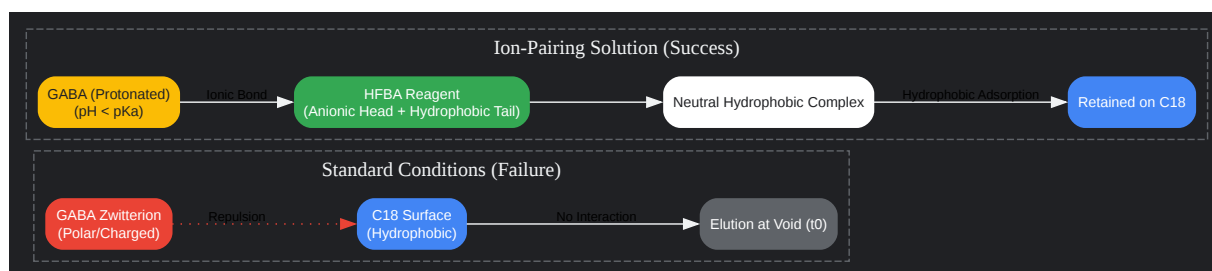 Ion-Pairing Solution (Success)
GABA (Protonated)
(pH < pKa)
Ionic Bond
HFBA Reagent
(Anionic Head + Hydrophobic Tail)
Neutral Hydrophobic Complex
Hydrophobic Adsorption
Retained on C18
Standard Conditions (Failure)
GABA Zwitterion
(Polar/Charged)
Repulsion
C18 Surface
(Hydrophobic)
No Interaction
Elution at Void (t0)